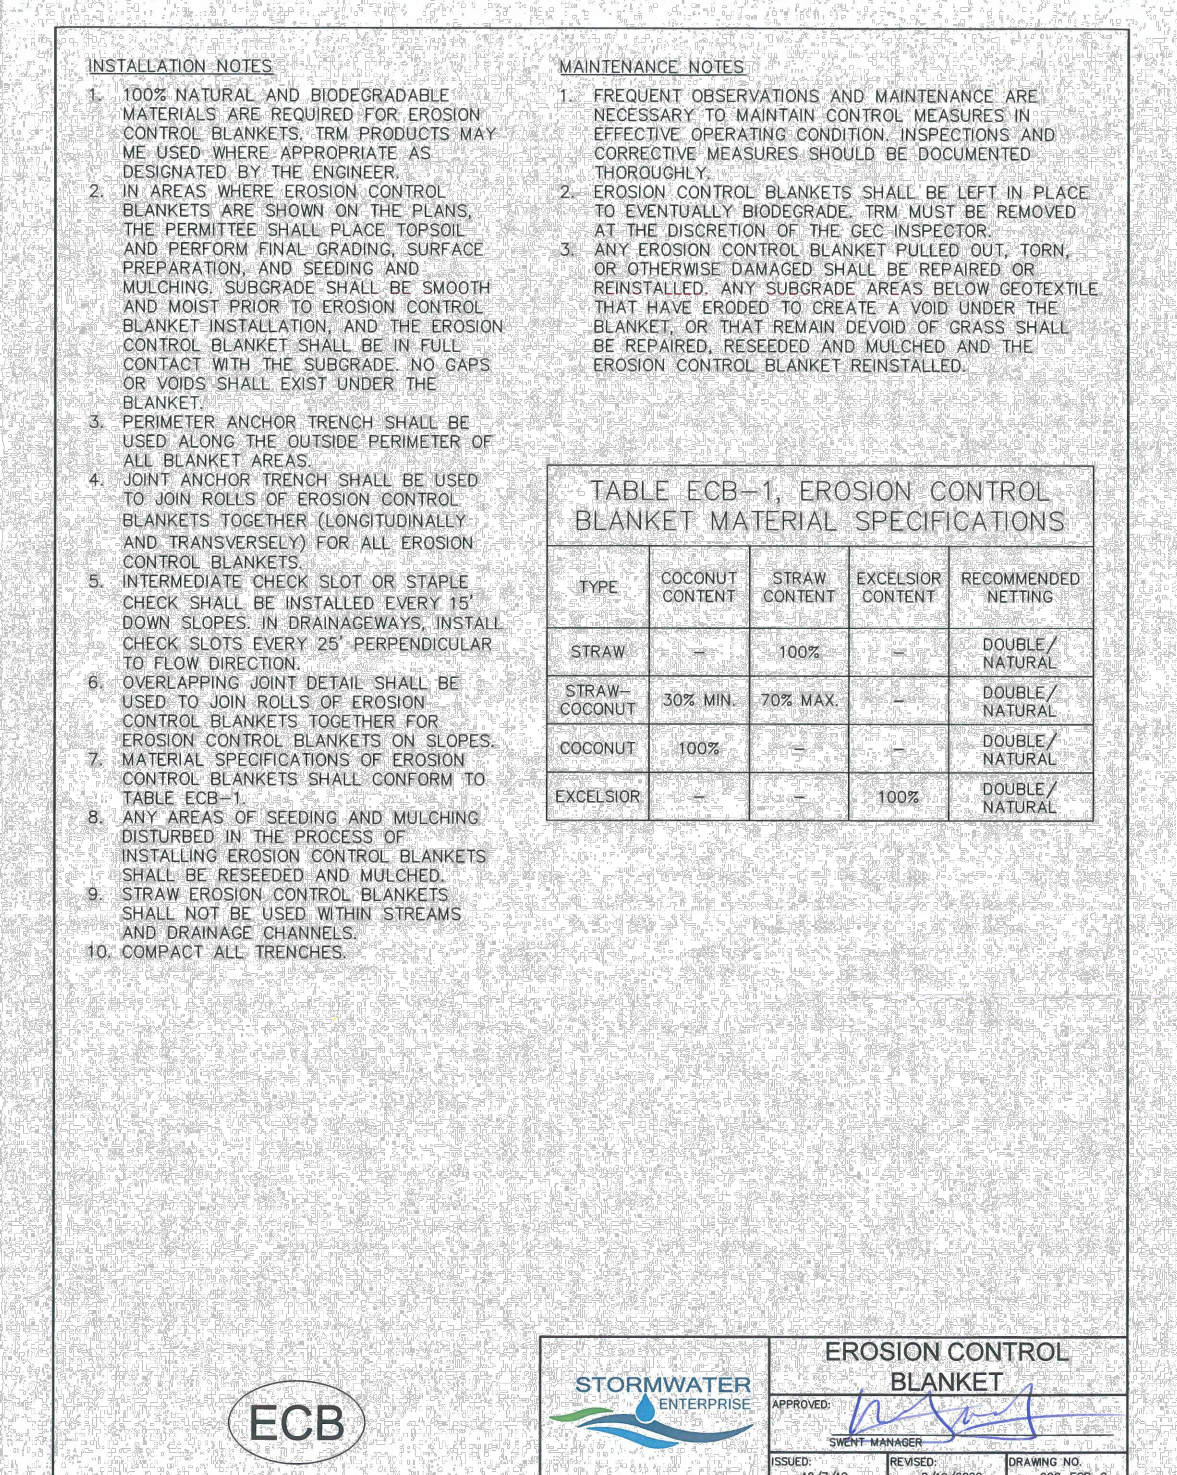 INSTALLATION NOTES
1. 100% NATURAL AND BIODEGRADABLE
MATERIALS ARE REQUIRED FOR EROSION
CONTROL BLANKETS. TRM PRODUCTS MAY
ME USED WHERE APPROPRIATE AS
DESIGNATED BY THE ENGINEER.
2. IN AREAS WHERE EROSION CONTROL
BLANKETS ARE SHOWN ON THE PLANS,
THE PERMITTEE SHALL PLACE TOPSOIL
AND PERFORM FINAL GRADING, SURFACE
PREPARATION, AND SEEDING AND
MULCHING. SUBGRADE SHALL BE SMOOTH
AND MOIST PRIOR TO EROSION CONTROL
BLANKET INSTALLATION, AND THE EROSION
CONTROL BLANKET SHALL BE IN FULL
CONTACT WITH THE SUBGRADE. NO GAPS
OR VOIDS SHALL EXIST UNDER THE
BLANKET.
3. PERIMETER ANCHOR TRENCH SHALL BE
USED ALONG THE OUTSIDE PERIMETER OF
ALL BLANKET AREAS.
4. JOINT ANCHOR TRENCH SHALL BE USED
TO JOIN ROLLS OF EROSION CONTROL
BLANKETS TOGETHER (LONGITUDINALLY
AND TRANSVERSELY) FOR ALL EROSION
CONTROL BLANKETS.
5. INTERMEDIATE CHECK SLOT OR STAPLE
CHECK SHALL BE INSTALLED EVERY 15'
DOWN SLOPES. IN DRAINAGEWAYS, INSTALL
CHECK SLOTS EVERY 25' PERPENDICULAR
TO FLOW DIRECTION.
6. OVERLAPPING JOINT DETAIL SHALL BE
USED TO JOIN ROLLS OF EROSION
CONTROL BLANKETS TOGETHER FOR
EROSION CONTROL BLANKETS ON SLOPES.
7. MATERIAL SPECIFICATIONS OF EROSION
CONTROL BLANKETS SHALL CONFORM TO
TABLE ECB-1.
8. ANY AREAS OF SEEDING AND MULCHING
DISTURBED IN THE PROCESS OF
INSTALLING EROSION CONTROL BLANKETS
SHALL BE RESEEDED AND MULCHED.
9. STRAW EROSION CONTROL BLANKETS
SHALL NOT BE USED WITHIN STREAMS
AND DRAINAGE CHANNELS.
10. COMPACT ALL TRENCHES.
MAINTENANCE NOTES
1. FREQUENT OBSERVATIONS AND MAINTENANCE ARE
NECESSARY TO MAINTAIN CONTROL MEASURES IN
EFFECTIVE OPERATING CONDITION. INSPECTIONS AND
CORRECTIVE MEASURES SHOULD BE DOCUMENTED
THOROUGHLY.
2. EROSION CONTROL BLANKETS SHALL BE LEFT IN PLACE
TO EVENTUALLY BIODEGRADE. TRM MUST BE REMOVED
AT THE DISCRETION OF THE GEC INSPECTOR.
3. ANY EROSION CONTROL BLANKET PULLED OUT, TORN,
OR OTHERWISE DAMAGED SHALL BE REPAIRED OR
REINSTALLED. ANY SUBGRADE AREAS BELOW GEOTEXTILE
THAT HAVE ERODED TO CREATE A VOID UNDER THE
BLANKET, OR THAT REMAIN DEVOID OF GRASS SHALL
BE REPAIRED, RESEEDED AND MULCHED AND THE
EROSION CONTROL BLANKET REINSTALLED.
TABLE ECB-1, EROSION CONTROL
BLANKET MATERIAL SPECIFICATIONS
TYPE COCONUT CONTENT STRAW CONTENT EXCELSIOR CONTENT RECOMMENDED NETTING
STRAW - 100% - DOUBLE/ NATURAL
STRAW-COCONUT 30% MIN. 70% MAX. - DOUBLE/ NATURAL
COCONUT 100% - - DOUBLE/ NATURAL
EXCELSIOR - - 100% DOUBLE/ NATURAL
ECB
STORMWATER
ENTERPRISE
EROSION CONTROL
BLANKET
APPROVED:
SWENT MANAGER
ISSUED: REVISED: DRAWING NO.